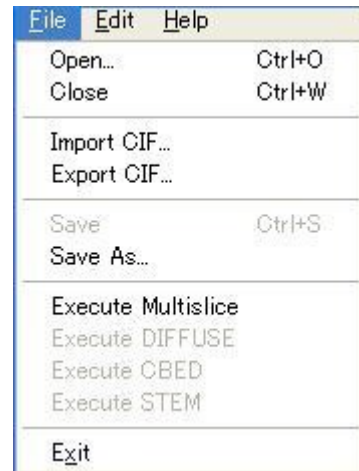 File Edit Help
Open... Ctrl+O
Close Ctrl+W
Import CIF...
Export CIF...
Save Ctrl+S
Save As...
Execute Multislice
Execute DIFFUSE
Execute CBED
Execute STEM
Exit